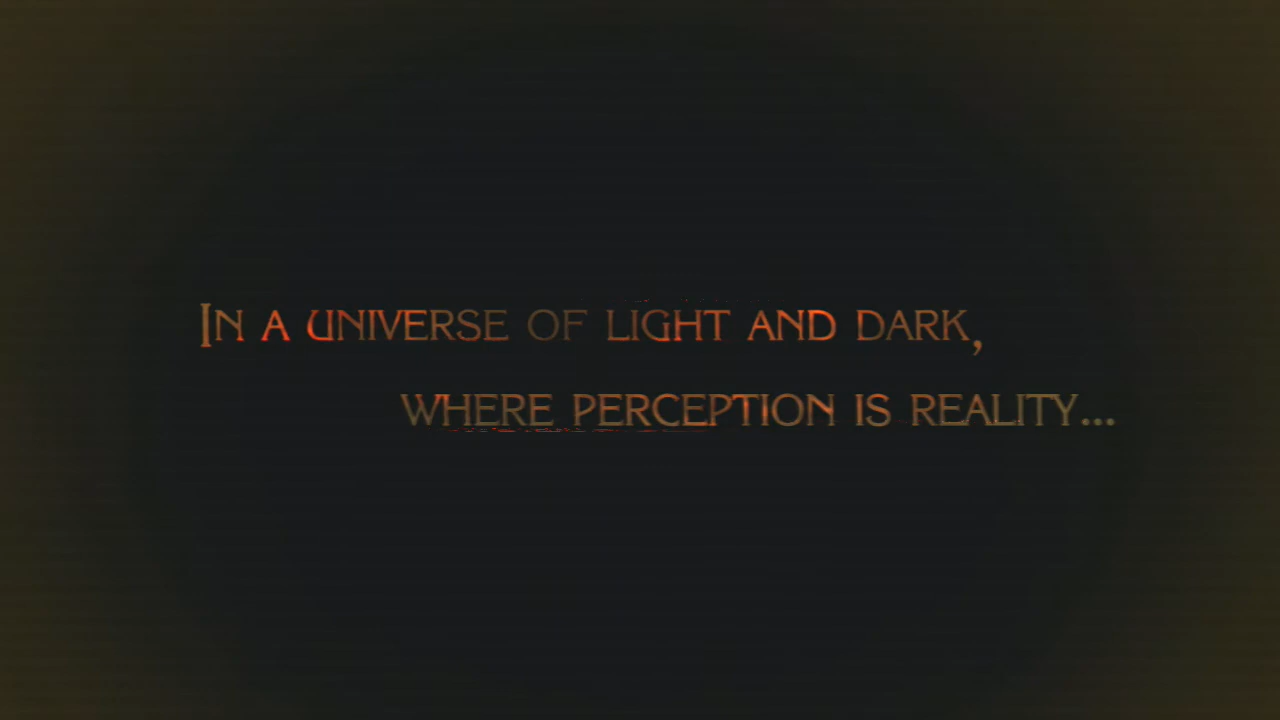 In a universe of light and dark,
where perception is reality...